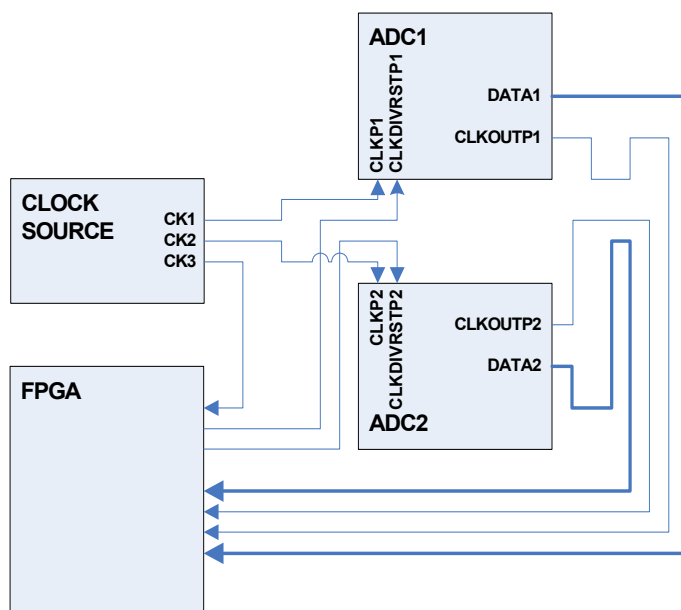 ADC1
CLKP1
CLKDIVRSTP1
DATA1
CLKOUTP1
CLOCK
SOURCE
CK1
CK2
CK3
CLKP2
CLKDIVRSTP2
CLKOUTP2
DATA2
ADC2
FPGA